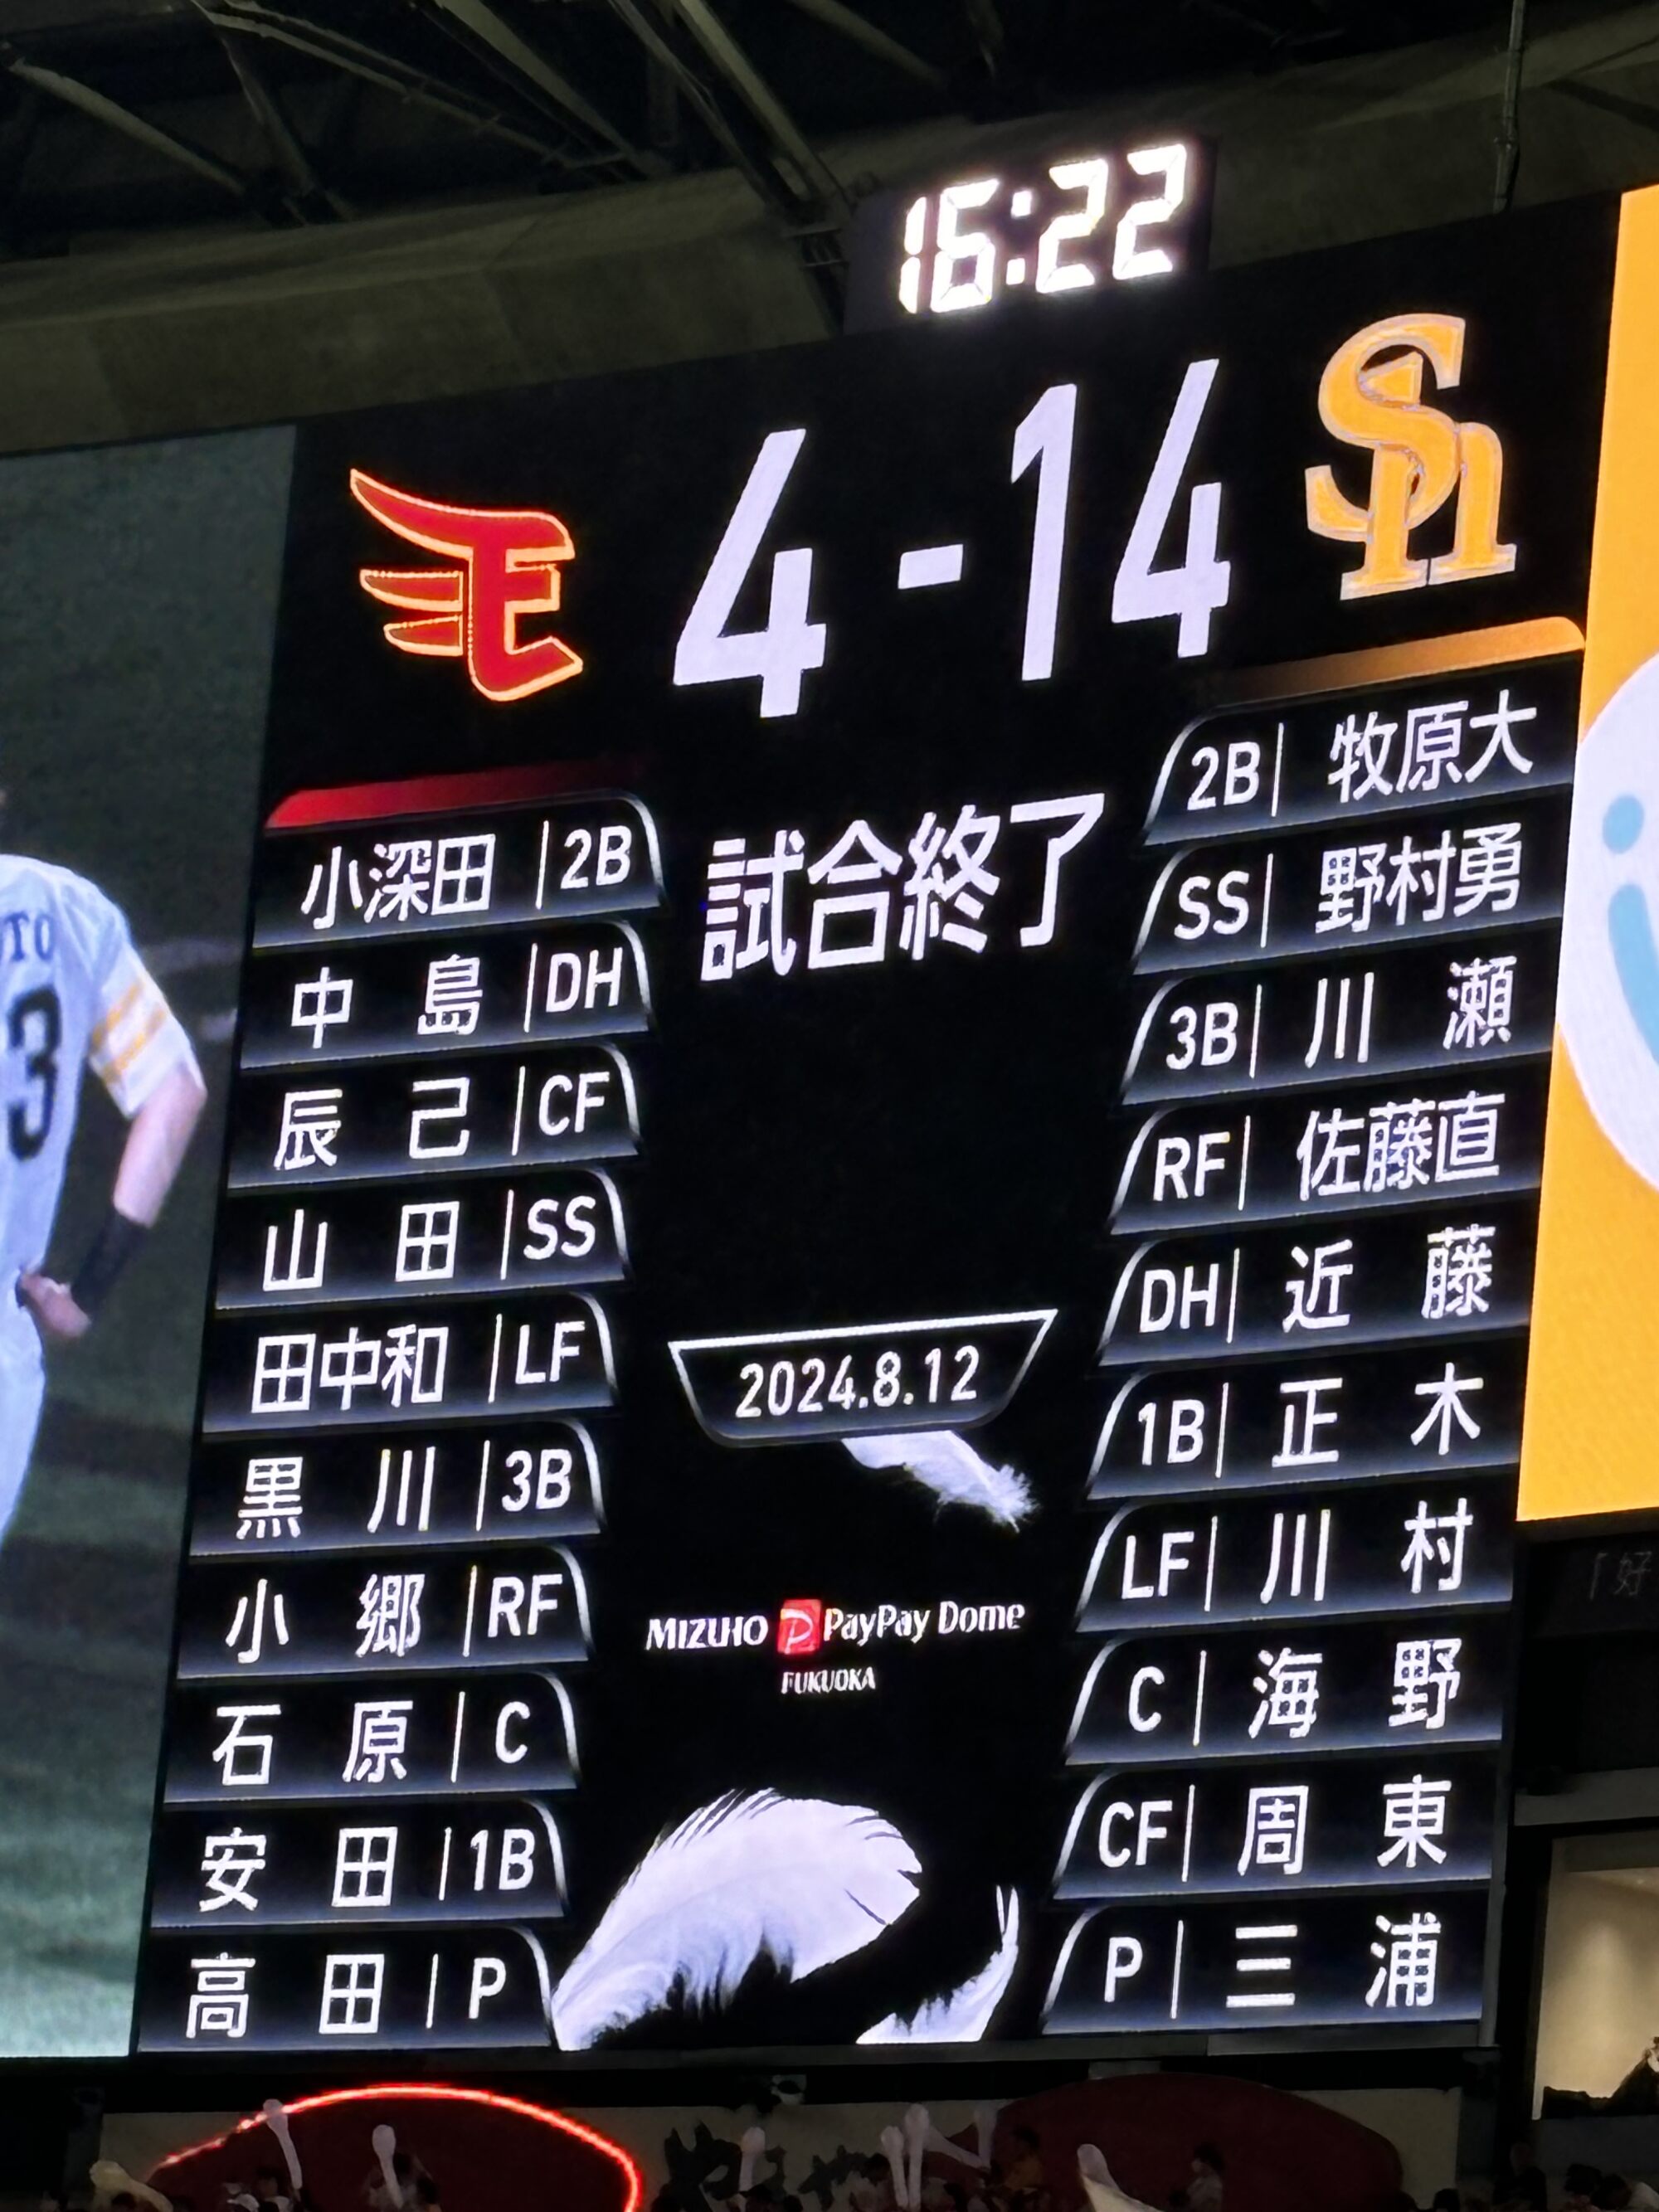 16:22
4 - 14
Sh
試合終了
小深田 2B
中島 DH
辰己 CF
山田 SS
田中和 LF
黒川 3B
小郷 RF
石原 C
安田 1B
高田 P
2B 牧原大
SS 野村勇
3B 川瀬
RF 佐藤直
DH 近藤
1B 正木
LF 川村
C 海野
CF 周東
P 三浦
2024.8.12
MIZUHO PayPay Dome
FUKUOKA
TO
3
「好